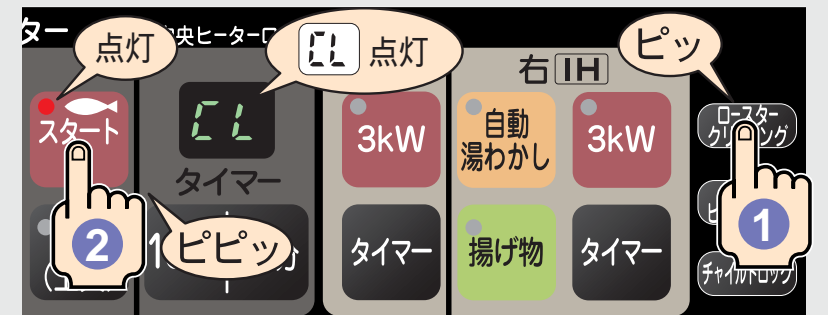 ター
点灯
央ヒーター
CL 点灯
ピッ
右 IH
スタート
CL
タイマー
3kW
自動
湯わかし
3kW
ロースター
クリーニング
ピピッ
分
タイマー
揚げ物
タイマー
チャイルドロック
2
1